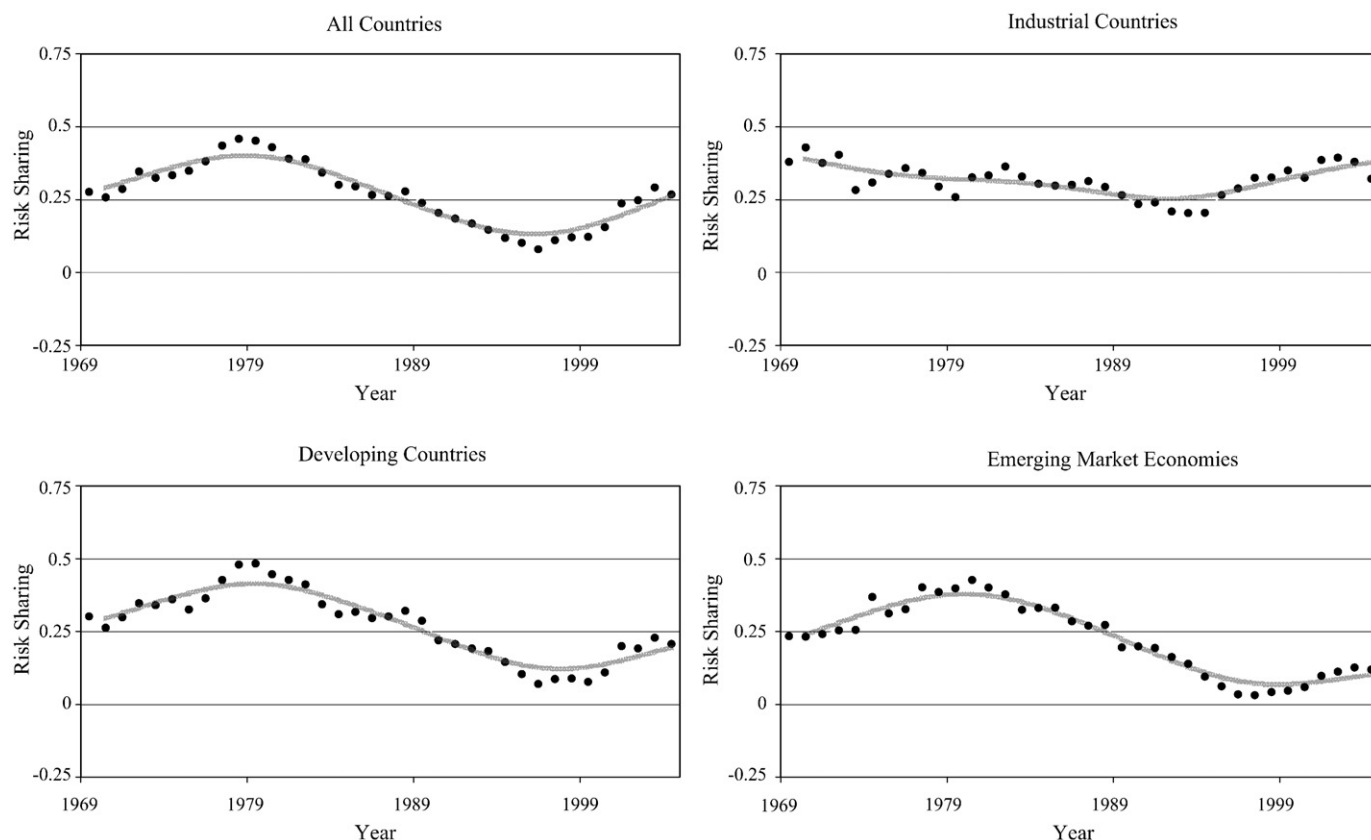 All Countries
0.75
0.5
0.25
0
-0.25
Risk Sharing
1969 1979 1989 1999
Year
Industrial Countries
0.75
0.5
0.25
0
-0.25
Risk Sharing
1969 1979 1989 1999
Year
Developing Countries
0.75
0.5
0.25
0
-0.25
Risk Sharing
1969 1979 1989 1999
Year
Emerging Market Economies
0.75
0.5
0.25
0
-0.25
Risk Sharing
1969 1979 1989 1999
Year